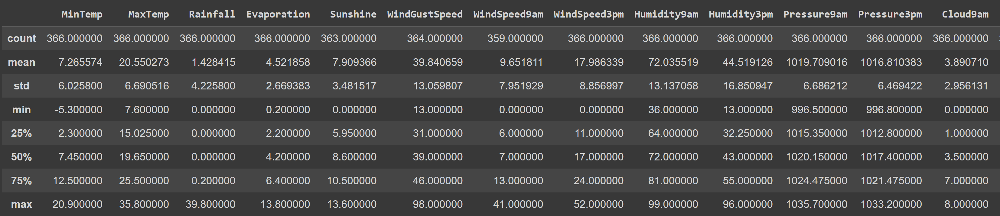 MinTemp MaxTemp Rainfall Evaporation Sunshine WindGustSpeed WindSpeed9am WindSpeed3pm Humidity9am Humidity3pm Pressure9am Pressure3pm Cloud9am
count 366.000000 366.000000 366.000000 366.000000 363.000000 364.000000 359.000000 366.000000 366.000000 366.000000 366.000000 366.000000 366.000000
mean 7.265574 20.550273 1.428415 4.521858 7.909366 39.840659 9.651811 17.986339 72.035519 44.519126 1019.709016 1016.810383 3.890710
std 6.025800 6.690516 4.225800 2.669383 3.481517 13.059807 7.951929 8.856997 13.137058 16.850947 6.686212 6.469422 2.956131
min -5.300000 7.600000 0.000000 0.200000 0.000000 13.000000 0.000000 0.000000 36.000000 13.000000 996.500000 996.800000 0.000000
25% 2.300000 15.025000 0.000000 2.200000 5.950000 31.000000 6.000000 11.000000 64.000000 32.250000 1015.350000 1012.800000 1.000000
50% 7.450000 19.650000 0.000000 4.200000 8.600000 39.000000 7.000000 17.000000 72.000000 43.000000 1020.150000 1017.400000 3.500000
75% 12.500000 25.500000 0.200000 6.400000 10.500000 46.000000 13.000000 24.000000 81.000000 55.000000 1024.475000 1021.475000 7.000000
max 20.900000 35.800000 39.800000 13.800000 13.600000 98.000000 41.000000 52.000000 99.000000 96.000000 1035.700000 1033.200000 8.000000